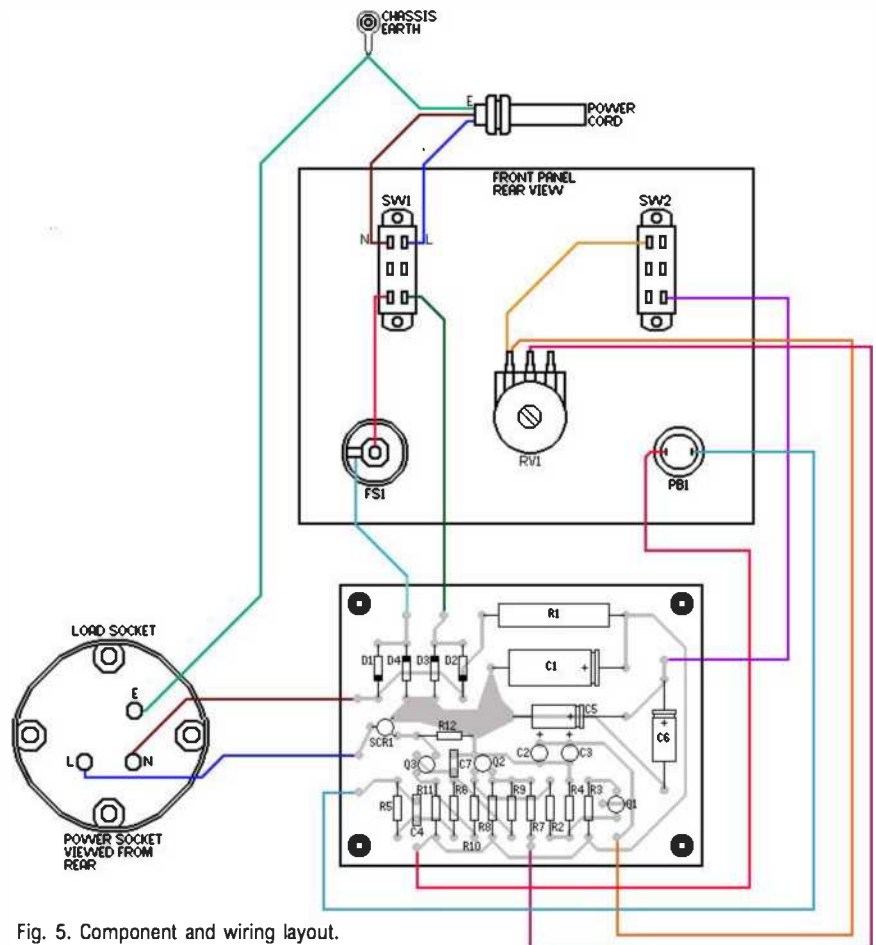 CHASSIS
EARTH
E
POWER
CORD
FRONT PANEL
REAR VIEW
SW1
SW2
N
L
RV1
FS1
PB1
LOAD SOCKET
E
L
N
POWER SOCKET
VIEWED FROM
REAR
R1
D1
D4
D3
D2
C1
+
SCR1
R12
+
C5
+
+
+
C6
Q3
C7
Q2
C2
C3
R5
R11
R6
R9
R4
R3
Q1
C4
R8
R7
R2
R10
Fig. 5. Component and wiring layout.